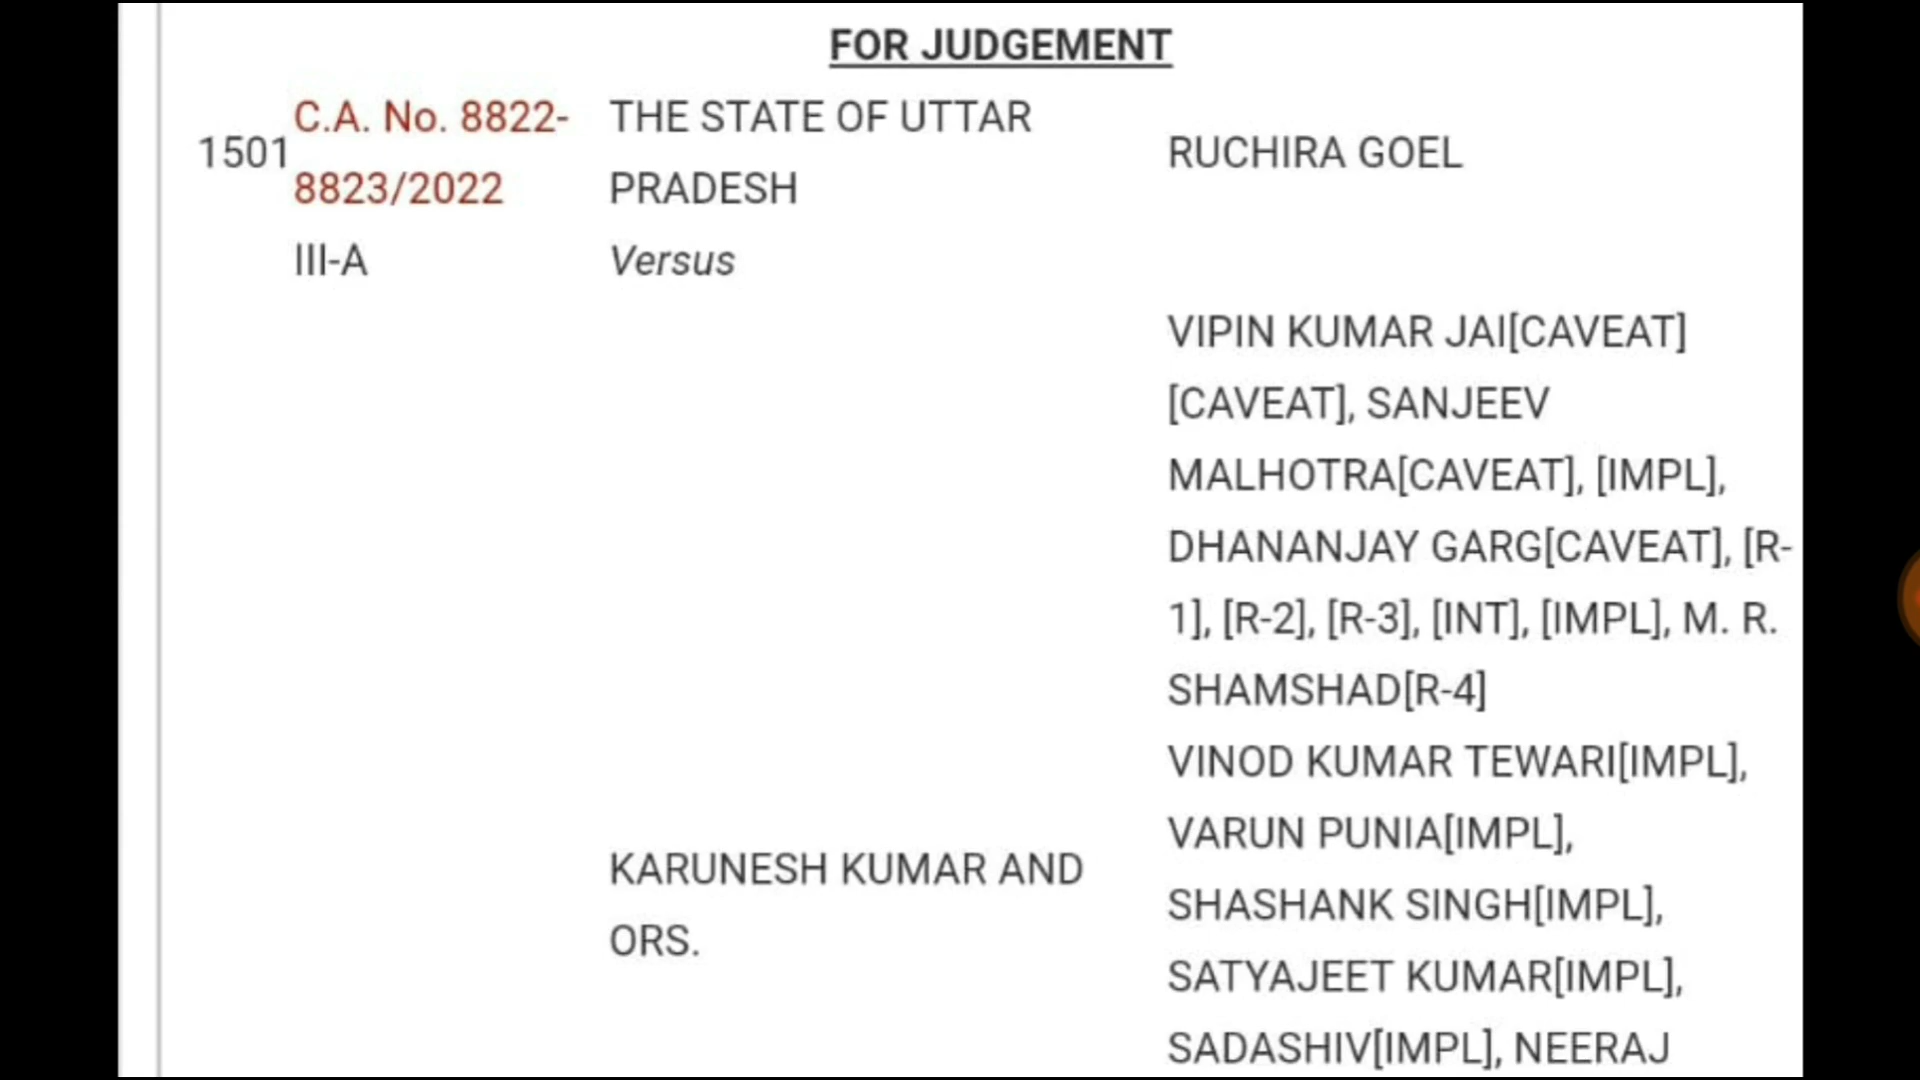 FOR JUDGEMENT
1501
C.A. No. 8822-
8823/2022
III-A
THE STATE OF UTTAR
PRADESH
Versus
RUCHIRA GOEL
KARUNESH KUMAR AND
ORS.
VIPIN KUMAR JAI[CAVEAT]
[CAVEAT], SANJEEV
MALHOTRA[CAVEAT], [IMPL],
DHANANJAY GARG[CAVEAT], [R-
1], [R-2], [R-3], [INT], [IMPL], M. R.
SHAMSHAD[R-4]
VINOD KUMAR TEWARI[IMPL],
VARUN PUNIA[IMPL],
SHASHANK SINGH[IMPL],
SATYAJEET KUMAR[IMPL],
SADASHIV[IMPL], NEERAJ